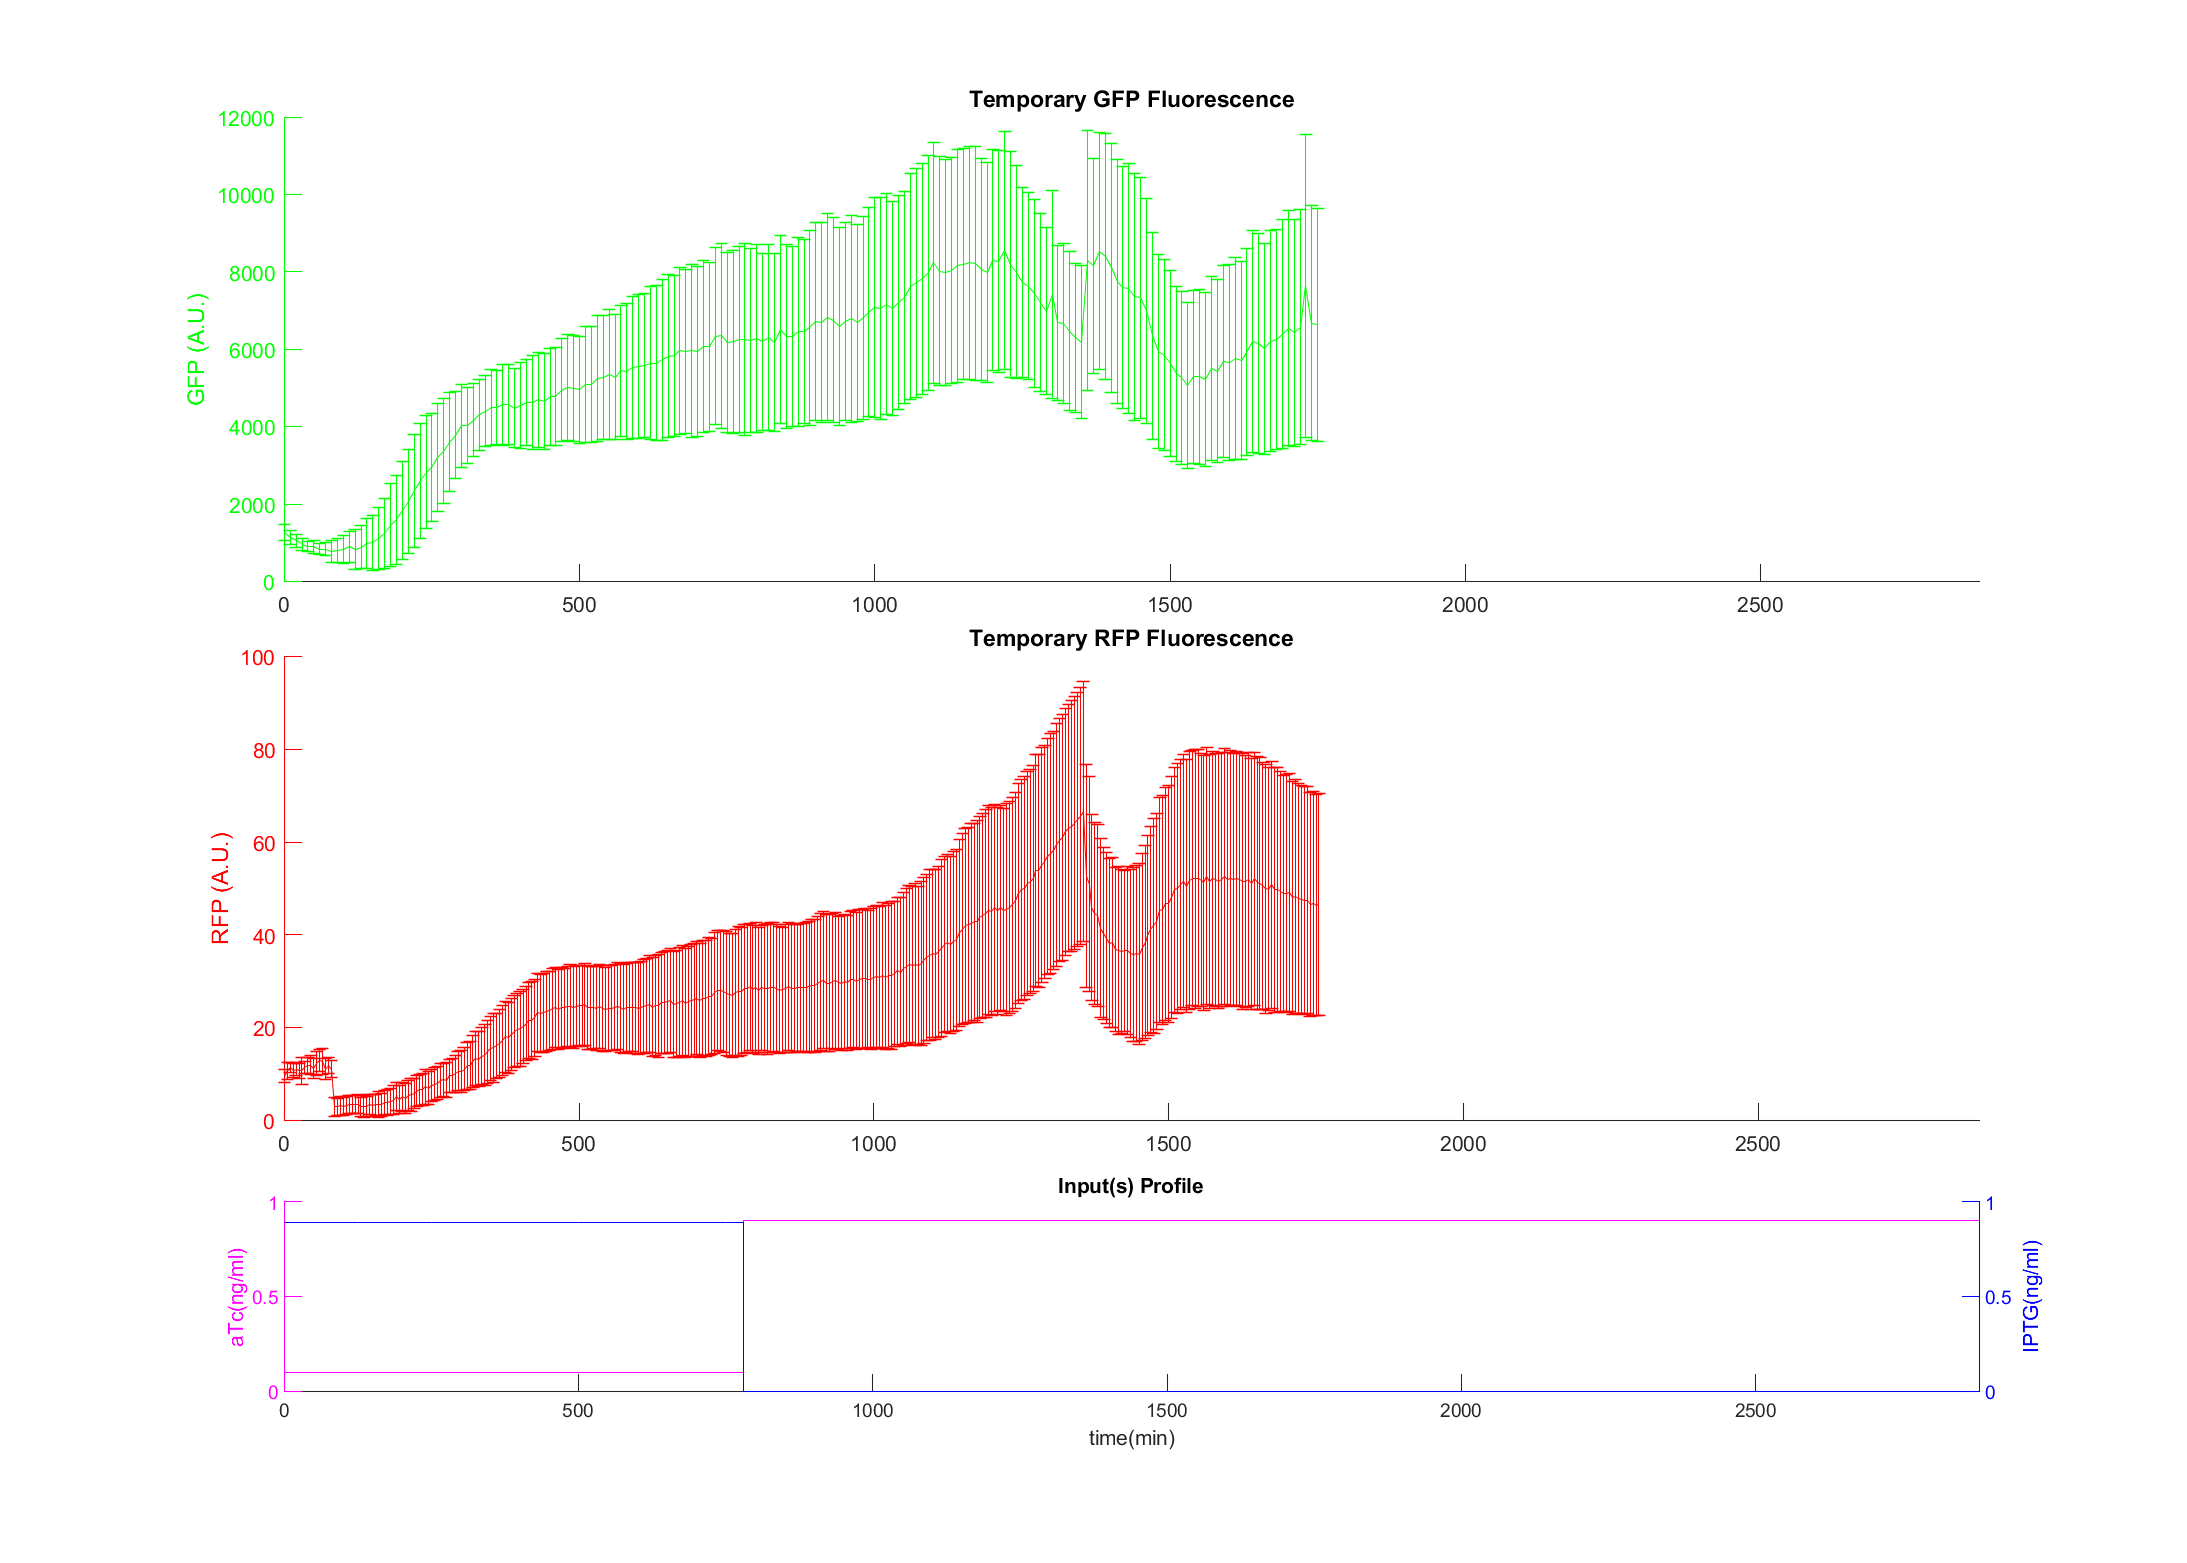 Temporary GFP Fluorescence
12000
10000
8000
6000
4000
2000
0
GFP (A.U.)
0 500 1000 1500 2000 2500
Temporary RFP Fluorescence
100
80
60
40
20
0
RFP (A.U.)
0 500 1000 1500 2000 2500
Input(s) Profile
1
0.5
0
aTc(ng/ml)
1
0.5
0
IPTG(ng/ml)
0 500 1000 1500 2000 2500
time(min)